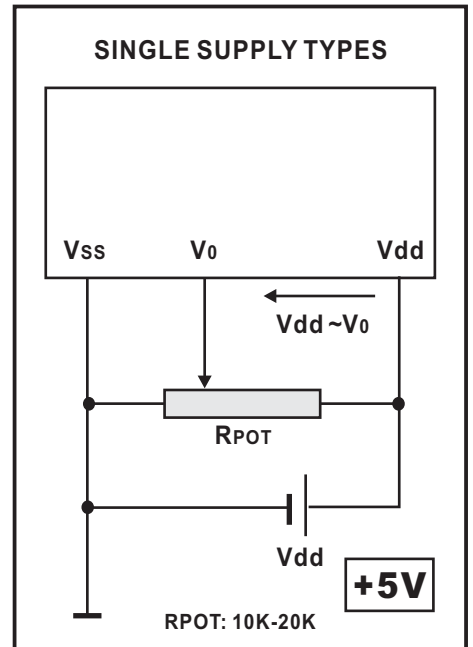 SINGLE SUPPLY TYPES
Vss V0 Vdd
Vdd ~V0
RPOT
Vdd
+5V
RPOT: 10K-20K